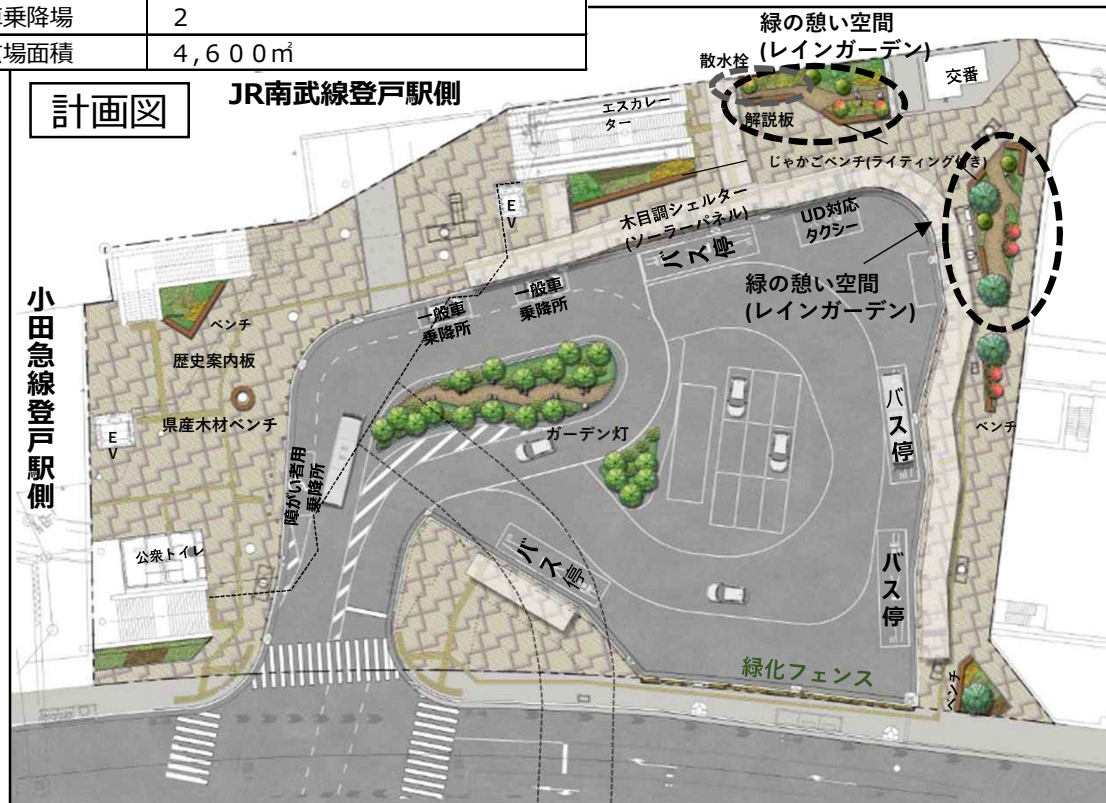 車乗降場 2
場面積 4,600㎡
計画図
JR南武線登戸駅側
緑の憩い空間
(レインガーデン)
散水栓
交番
エスカレー
ター
解説板
じゃかごベンチ(ライティング付き)
E
V
木目調シェルター
(ソーラーパネル)
UD対応
タクシー
バス停
緑の憩い空間
(レインガーデン)
一般車
乗降所
一般車
乗降所
小田急線登戸駅側
ベンチ
歴史案内板
県産木材ベンチ
E
V
ガーデン灯
バス停
ベンチ
障がい者用
乗降所
公衆トイレ
バス停
バス停
緑化フェンス
ベンチ